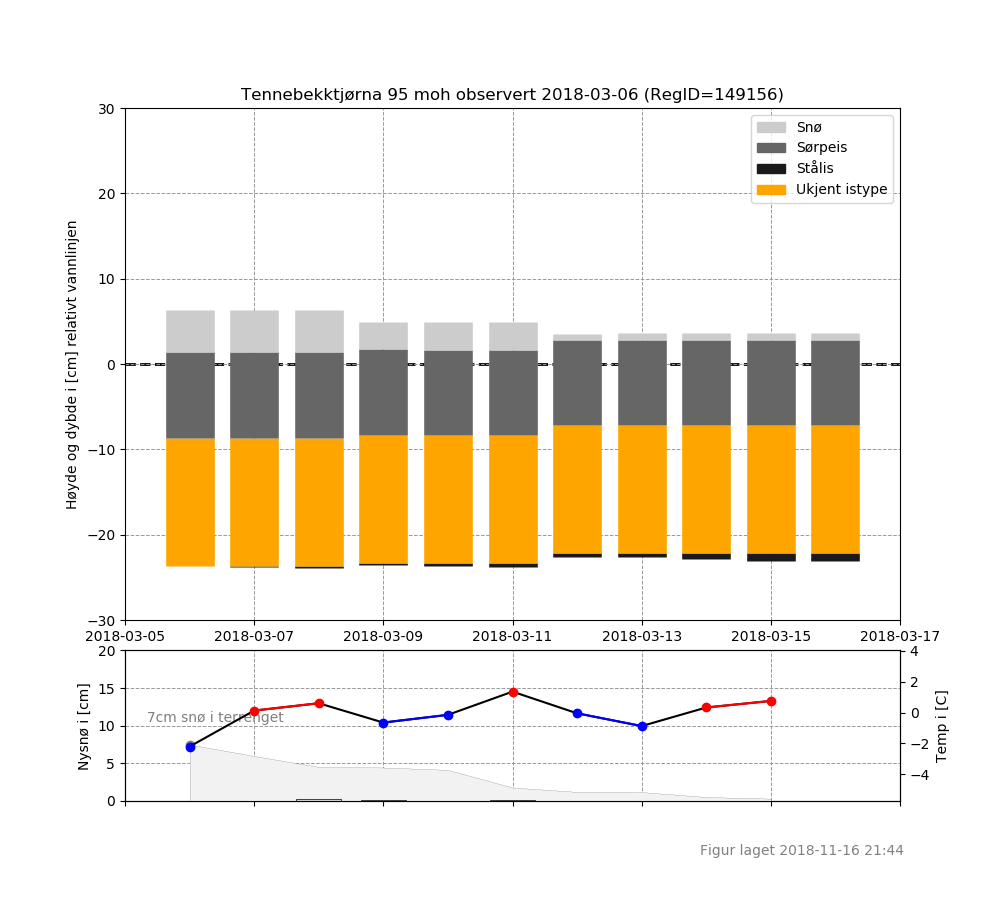 Tennebekktjørna 95 moh observert 2018-03-06 (RegID=149156)
Høyde og dybde i [cm] relativt vannlinjen
30
20
10
0
−10
−20
−30
Snø
Sørpeis
Stålis
Ukjent istype
2018-03-05 2018-03-07 2018-03-09 2018-03-11 2018-03-13 2018-03-15 2018-03-17
Nysnø i [cm]
20
15
10
5
0
7cm snø i terrenget
4
2
0
−2
−4
Temp i [C]
Figur laget 2018-11-16 21:44